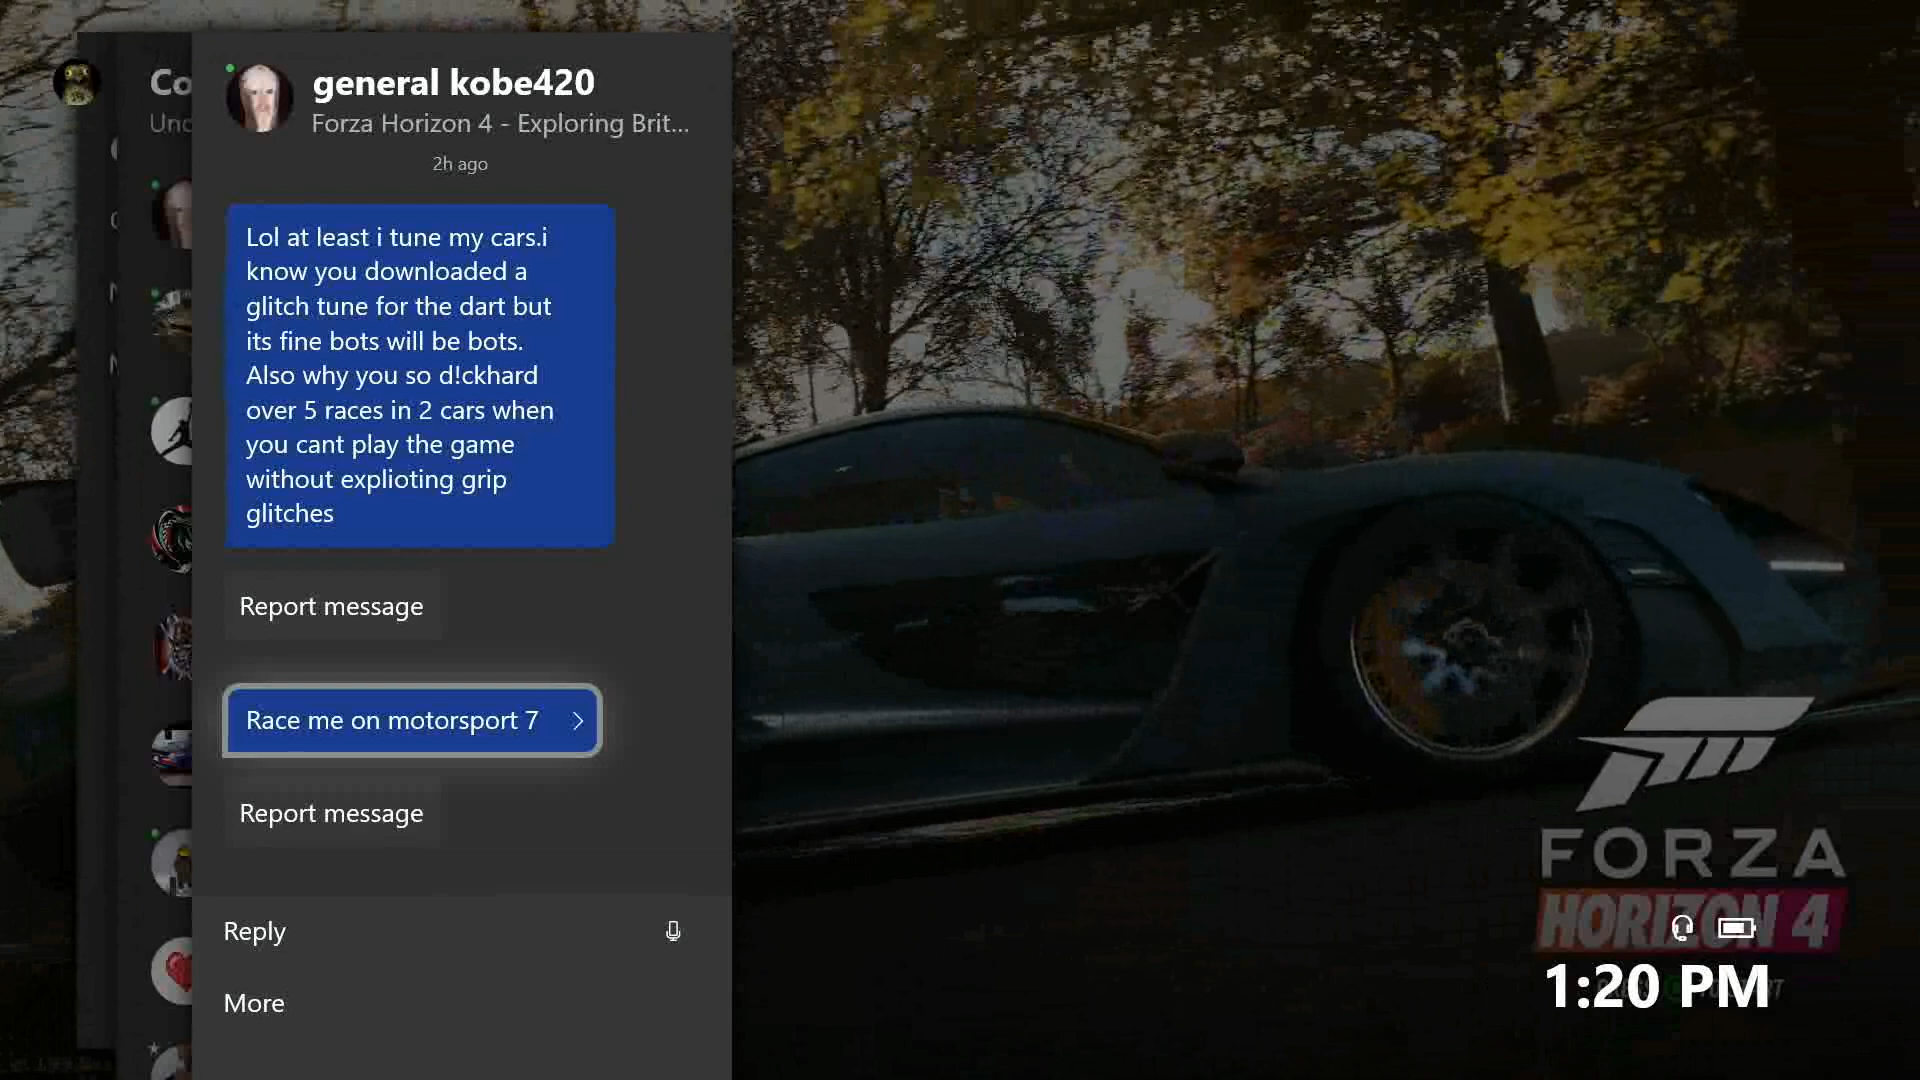 Co
Unc
general kobe420
Forza Horizon 4 - Exploring Brit...
2h ago
Lol at least i tune my cars.i
know you downloaded a
glitch tune for the dart but
its fine bots will be bots.
Also why you so d!ckhard
over 5 races in 2 cars when
you cant play the game
without explioting grip
glitches
Report message
Race me on motorsport 7
Report message
Reply
More
FORZA
HORIZON 4
1:20 PM